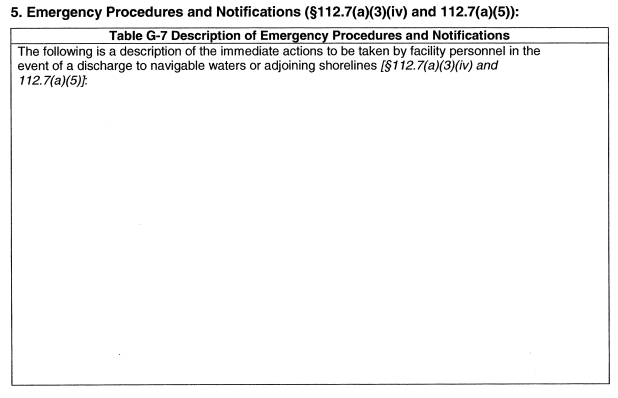 5. Emergency Procedures and Notifications (§112.7(a)(3)(iv) and 112.7(a)(5)):
Table G-7 Description of Emergency Procedures and Notifications
The following is a description of the immediate actions to be taken by facility personnel in the
event of a discharge to navigable waters or adjoining shorelines [§112.7(a)(3)(iv) and
112.7(a)(5)]: